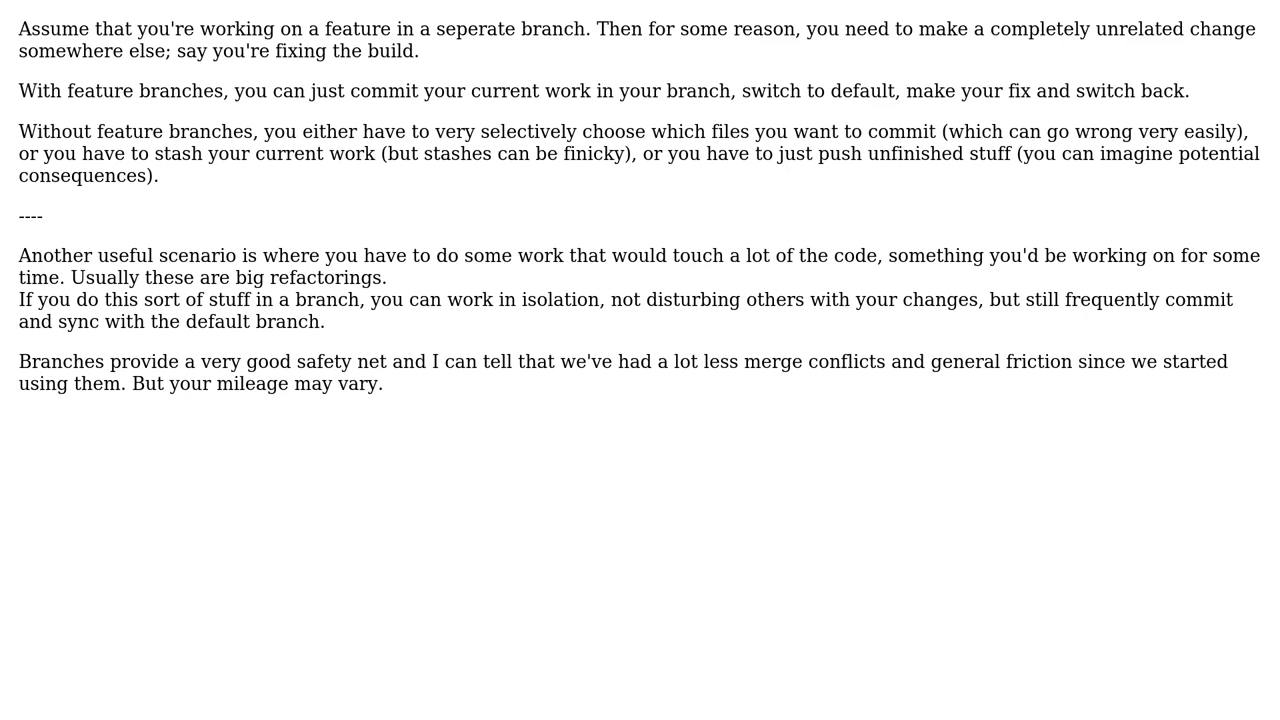 Assume that you're working on a feature in a seperate branch. Then for some reason, you need to make a completely unrelated change
somewhere else; say you're fixing the build.
With feature branches, you can just commit your current work in your branch, switch to default, make your fix and switch back.
Without feature branches, you either have to very selectively choose which files you want to commit (which can go wrong very easily),
or you have to stash your current work (but stashes can be finicky), or you have to just push unfinished stuff (you can imagine potential
consequences).
----
Another useful scenario is where you have to do some work that would touch a lot of the code, something you'd be working on for some
time. Usually these are big refactorings.
If you do this sort of stuff in a branch, you can work in isolation, not disturbing others with your changes, but still frequently commit
and sync with the default branch.
Branches provide a very good safety net and I can tell that we've had a lot less merge conflicts and general friction since we started
using them. But your mileage may vary.